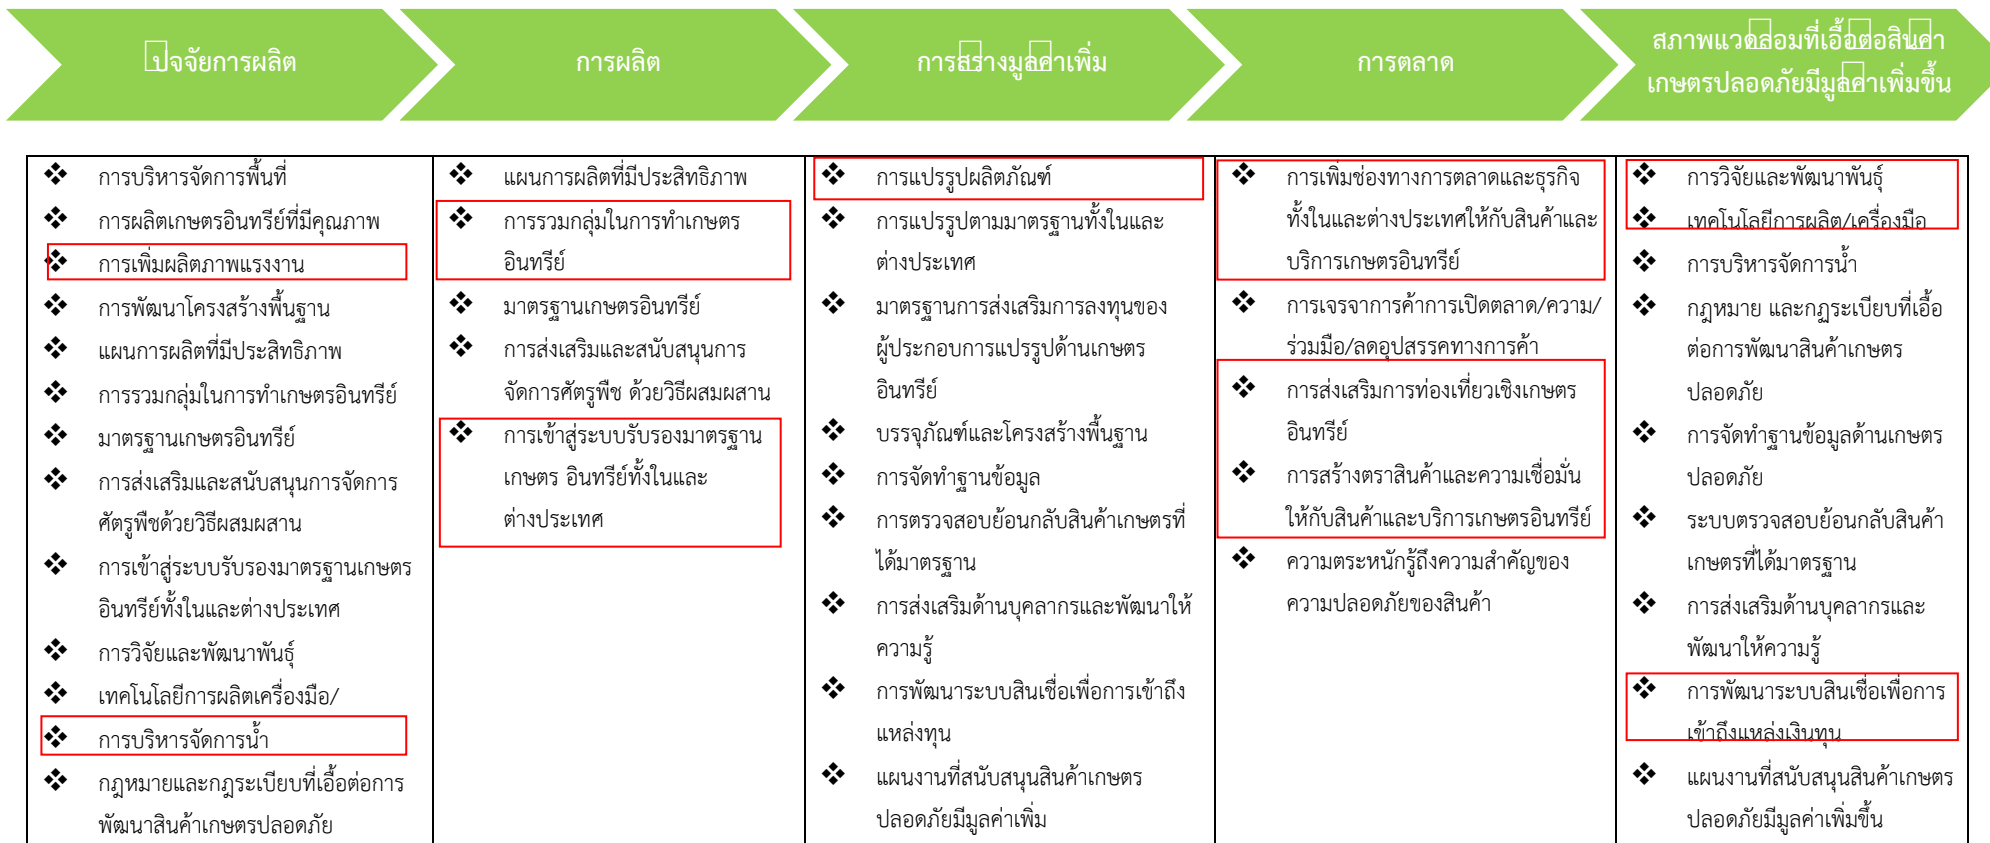 ปจจัยการผลิต
การผลิต
การสรางมูลคาเพิ่ม
การตลาด
สภาพแวดลอมที่เอื้อตอสินคา
เกษตรปลอดภัยมีมูลคาเพิ่มขึ้น
❖ การบริหารจัดการพื้นที่
❖ การผลิตเกษตรอินทรีย์ที่มีคุณภาพ
❖ การเพิ่มผลิตภาพแรงงาน
❖ การพัฒนาโครงสร้างพื้นฐาน
❖ แผนการผลิตที่มีประสิทธิภาพ
❖ การรวมกลุ่มในการทำเกษตรอินทรีย์
❖ มาตรฐานเกษตรอินทรีย์
❖ การส่งเสริมและสนับสนุนการจัดการ
ศัตรูพืชด้วยวิธีผสมผสาน
❖ การเข้าสู่ระบบรับรองมาตรฐานเกษตร
อินทรีย์ทั้งในและต่างประเทศ
❖ การวิจัยและพัฒนาพันธุ์
❖ เทคโนโลยีการผลิตเครื่องมือ/
❖ การบริหารจัดการน้ำ
❖ กฎหมายและกฎระเบียบที่เอื้อต่อการ
พัฒนาสินค้าเกษตรปลอดภัย
❖ แผนการผลิตที่มีประสิทธิภาพ
❖ การรวมกลุ่มในการทำเกษตร
อินทรีย์
❖ มาตรฐานเกษตรอินทรีย์
❖ การส่งเสริมและสนับสนุนการ
จัดการศัตรูพืช ด้วยวิธีผสมผสาน
❖ การเข้าสู่ระบบรับรองมาตรฐาน
เกษตร อินทรีย์ทั้งในและ
ต่างประเทศ
❖ การแปรรูปผลิตภัณฑ์
❖ การแปรรูปตามมาตรฐานทั้งในและ
ต่างประเทศ
❖ มาตรฐานการส่งเสริมการลงทุนของ
ผู้ประกอบการแปรรูปด้านเกษตร
อินทรีย์
❖ บรรจุภัณฑ์และโครงสร้างพื้นฐาน
❖ การจัดทำฐานข้อมูล
❖ การตรวจสอบย้อนกลับสินค้าเกษตรที่
ได้มาตรฐาน
❖ การส่งเสริมด้านบุคลากรและพัฒนาให้
ความรู้
❖ การพัฒนาระบบสินเชื่อเพื่อการเข้าถึง
แหล่งทุน
❖ แผนงานที่สนับสนุนสินค้าเกษตร
ปลอดภัยมีมูลค่าเพิ่ม
❖ การเพิ่มช่องทางการตลาดและธุรกิจ
ทั้งในและต่างประเทศให้กับสินค้าและ
บริการเกษตรอินทรีย์
❖ การเจรจาการค้าการเปิดตลาด/ความ/
ร่วมมือ/ลดอุปสรรคทางการค้า
❖ การส่งเสริมการท่องเที่ยวเชิงเกษตร
อินทรีย์
❖ การสร้างตราสินค้าและความเชื่อมั่น
ให้กับสินค้าและบริการเกษตรอินทรีย์
❖ ความตระหนักรู้ถึงความสำคัญของ
ความปลอดภัยของสินค้า
❖ การวิจัยและพัฒนาพันธุ์
❖ เทคโนโลยีการผลิต/เครื่องมือ
❖ การบริหารจัดการน้ำ
❖ กฎหมาย และกฎระเบียบที่เอื้อ
ต่อการพัฒนาสินค้าเกษตร
ปลอดภัย
❖ การจัดทำฐานข้อมูลด้านเกษตร
ปลอดภัย
❖ ระบบตรวจสอบย้อนกลับสินค้า
เกษตรที่ได้มาตรฐาน
❖ การส่งเสริมด้านบุคลากรและ
พัฒนาให้ความรู้
❖ การพัฒนาระบบสินเชื่อเพื่อการ
เข้าถึงแหล่งเงินทุน
❖ แผนงานที่สนับสนุนสินค้าเกษตร
ปลอดภัยมีมูลค่าเพิ่มขึ้น